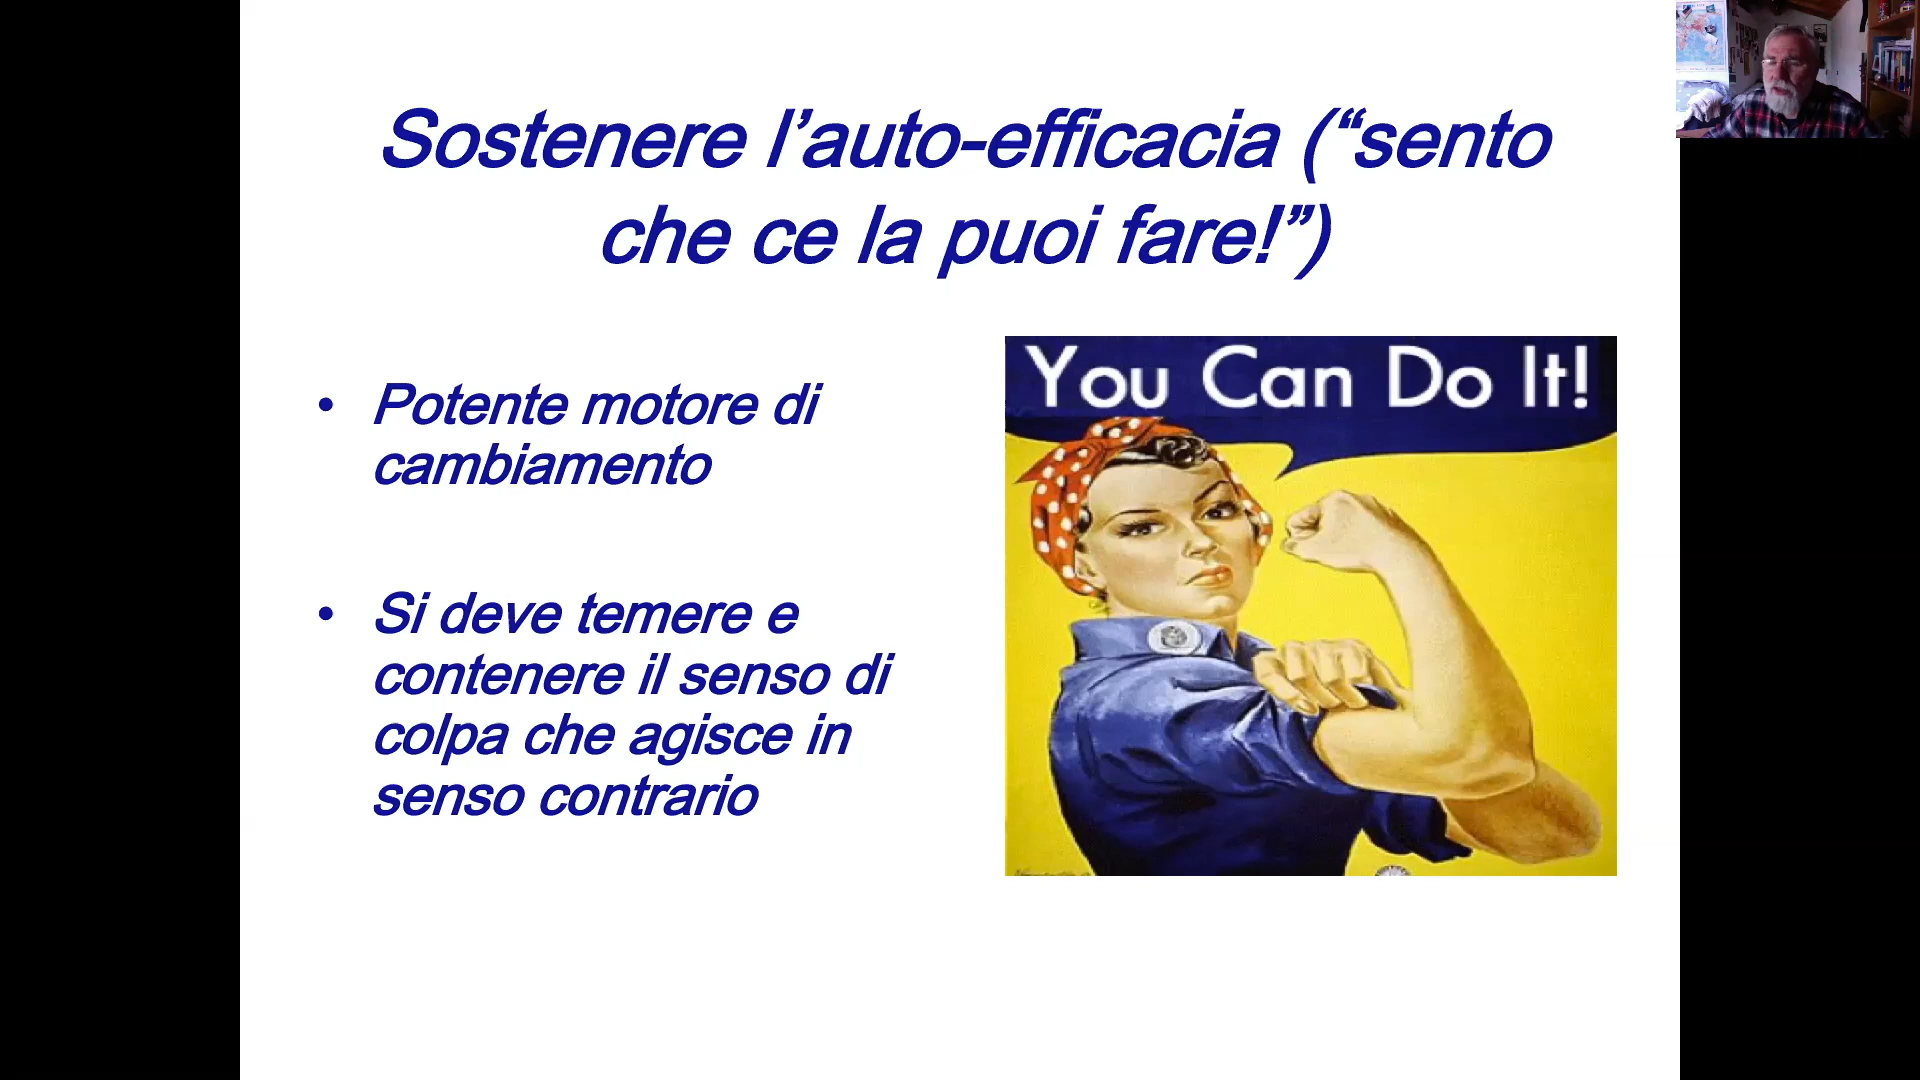 Sostenere l’auto-efficacia (“sento
che ce la puoi fare!”)
• Potente motore di
cambiamento
• Si deve temere e
contenere il senso di
colpa che agisce in
senso contrario
You Can Do It!